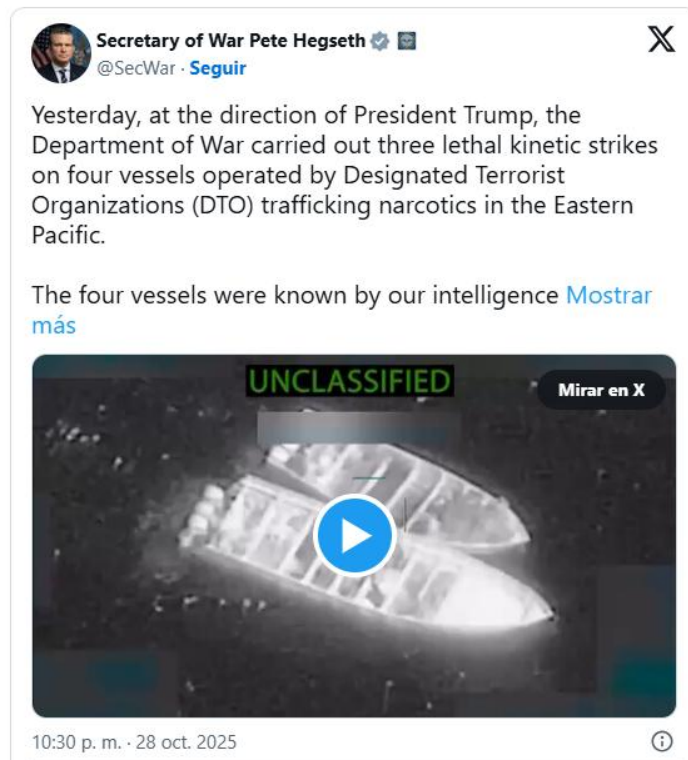 Secretary of War Pete Hegseth
@SecWar · Seguir
Yesterday, at the direction of President Trump, the
Department of War carried out three lethal kinetic strikes
on four vessels operated by Designated Terrorist
Organizations (DTO) trafficking narcotics in the Eastern
Pacific.
The four vessels were known by our intelligence Mostrar
más
UNCLASSIFIED
Mirar en X
10:30 p. m. · 28 oct. 2025